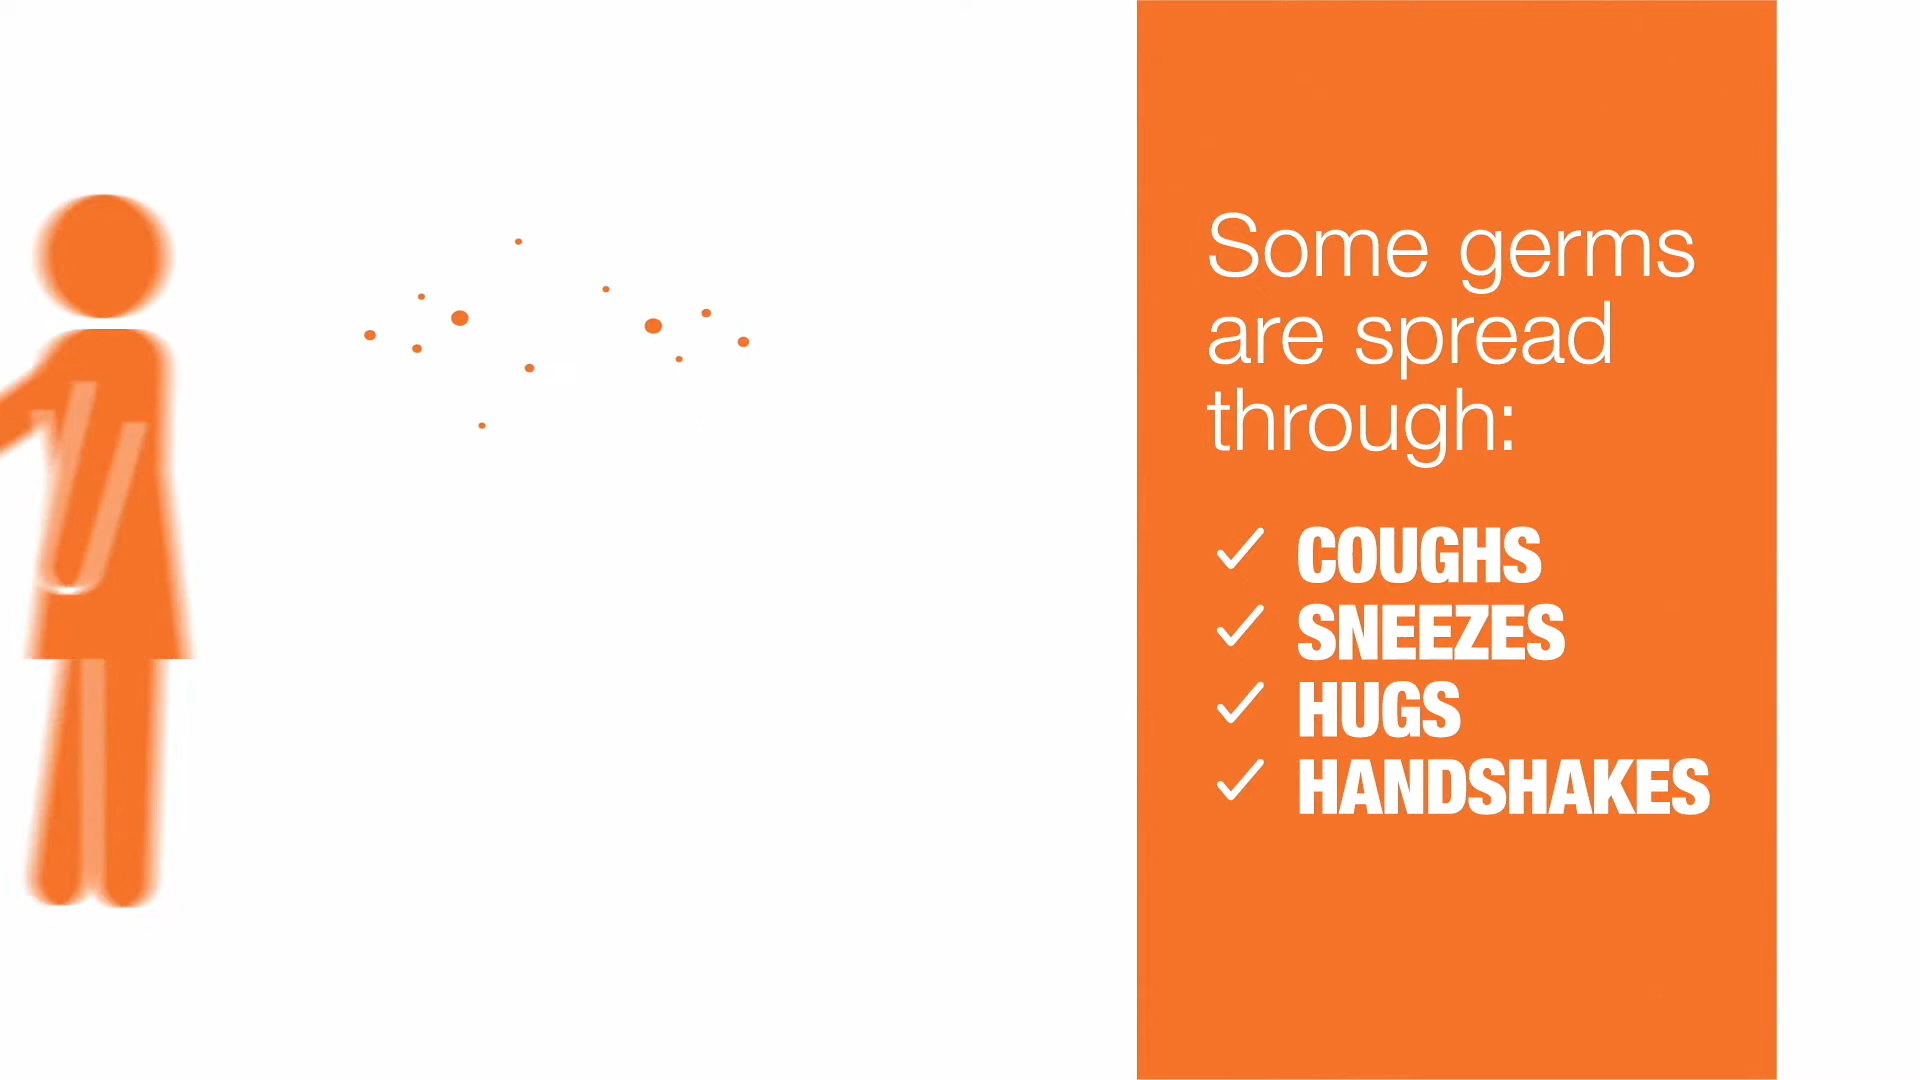 Some germs
are spread
through:
COUGHS
SNEEZES
HUGS
HANDSHAKES